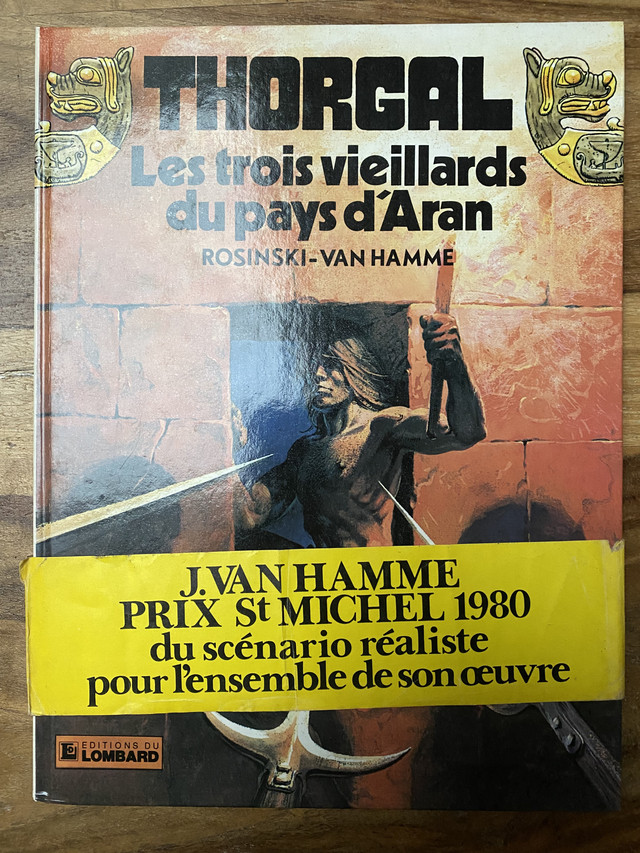 THORGAL
Les trois vieillards
du pays d'Aran
ROSINSKI-VAN HAMME
J. VAN HAMME
PRIX St MICHEL 1980
du scénario réaliste
pour l'ensemble de son œuvre
EDITIONS DU
LOMBARD